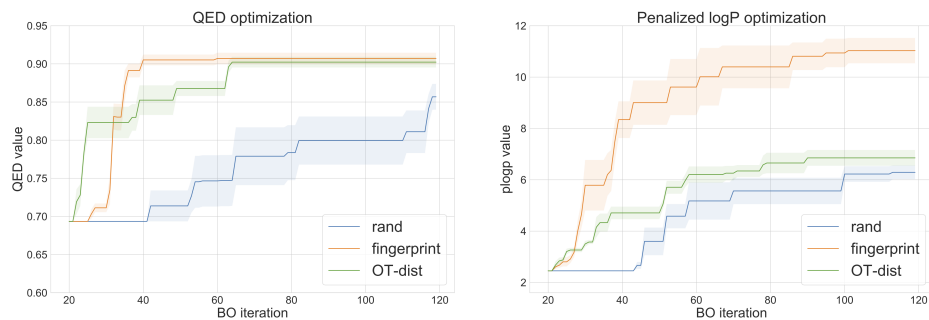 QED optimization
0.95
0.90
0.85
0.80
0.75
0.70
0.65
0.60
QED value
20
40
60
80
100
120
BO iteration
rand
fingerprint
OT-dist
Penalized logP optimization
12
10
8
6
4
2
plogp value
20
40
60
80
100
120
BO iteration
rand
fingerprint
OT-dist